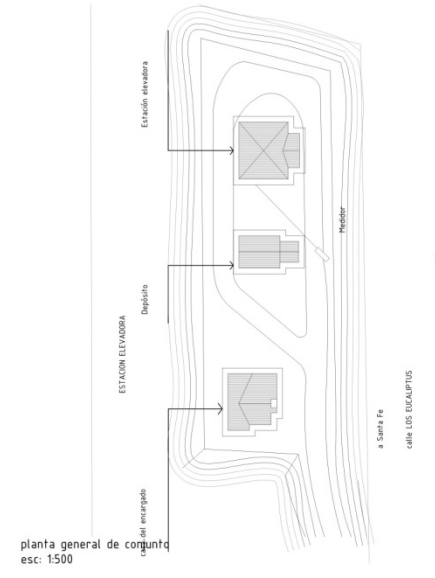 Estación elevadora
Medidor
Depósito
ESTACION ELEVADORA
a Santa Fe
calle LOS EUCALIPTUS
casa del encargado
planta general de conjunto
esc: 1:500